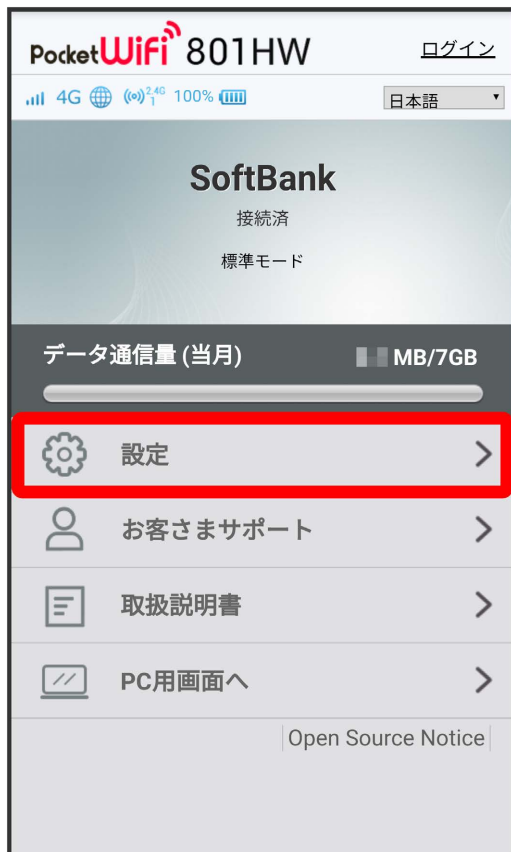 Pocket WiFi 801HW
ログイン
4G 2.4G 1 100%
日本語
SoftBank
接続済
標準モード
データ通信量 (当月) MB/7GB
設定
お客さまサポート
取扱説明書
PC用画面へ
Open Source Notice